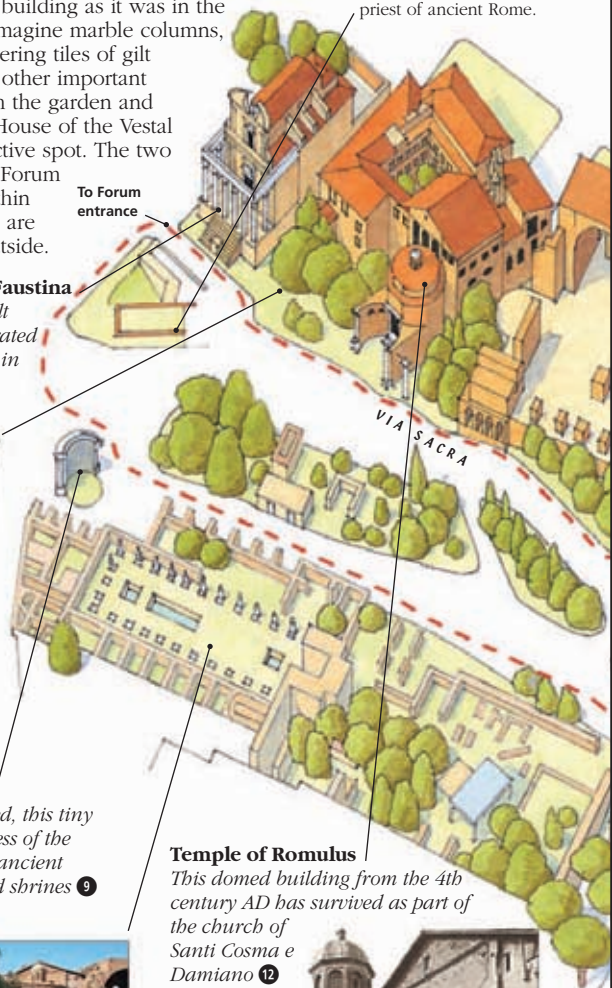 building as it was in the
magine marble columns,
ering tiles of gilt
other important
the garden and
House of the Vestal
ctive spot. The two
Forum
hin
are
tside.
priest of ancient Rome.
To Forum
entrance
Faustina
lt
rated
in
VIA SACRA
d, this tiny
ess of the
ancient
d shrines 9
Temple of Romulus
This domed building from the 4th
century AD has survived as part of
the church of
Santi Cosma e
Damiano 12